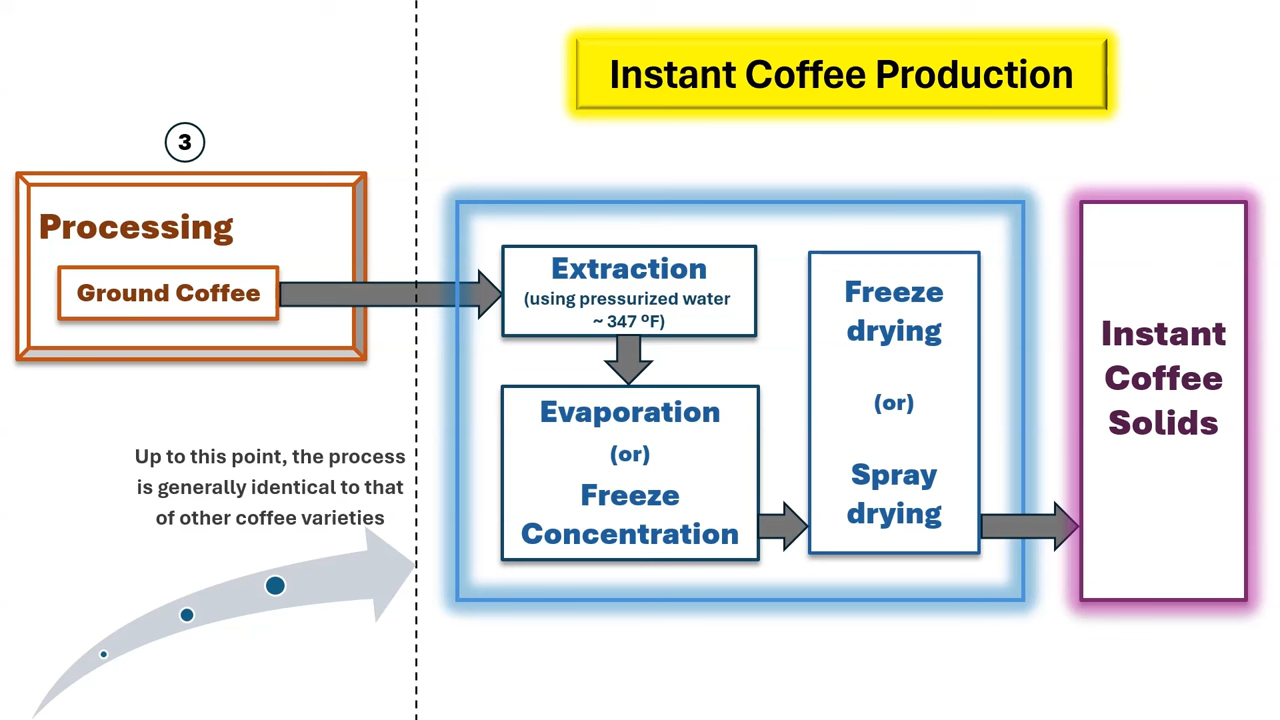 Instant Coffee Production
3
Processing
Ground Coffee
Up to this point, the process
is generally identical to that
of other coffee varieties
Extraction
(using pressurized water
~ 347 ºF)
Evaporation
(or)
Freeze
Concentration
Freeze
drying
(or)
Spray
drying
Instant
Coffee
Solids